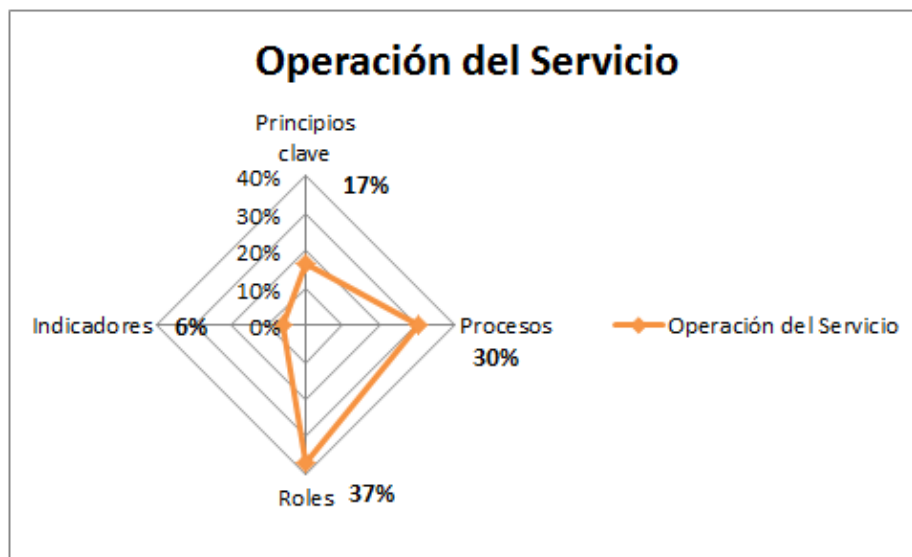 Operación del Servicio
Principios
clave
40%
17%
30%
20%
10%
0%
Indicadores
6%
Procesos
30%
Operación del Servicio
Roles
37%